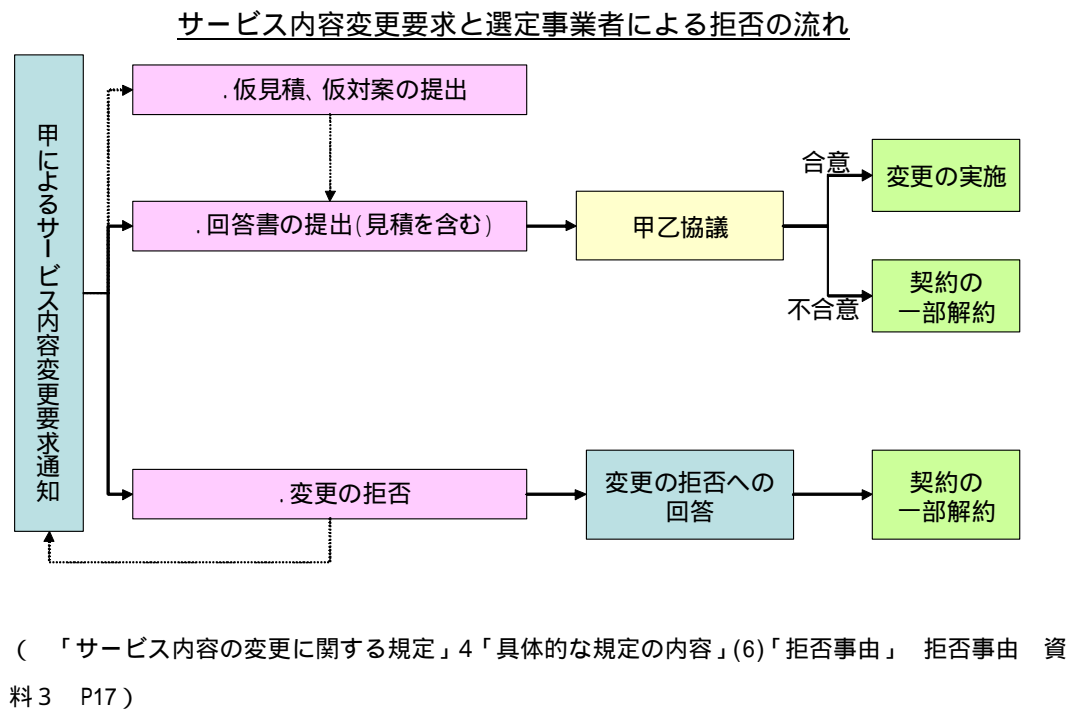 サービス内容変更要求と選定事業者による拒否の流れ
甲によるサービス内容変更要求通知
.仮見積、仮対案の提出
.回答書の提出(見積を含む)
甲乙協議
合意
変更の実施
不合意
契約の
一部解約
.変更の拒否
変更の拒否への
回答
契約の
一部解約
( 「サービス内容の変更に関する規定」4「具体的な規定の内容」(6)「拒否事由」 拒否事由 資
料3 P17)